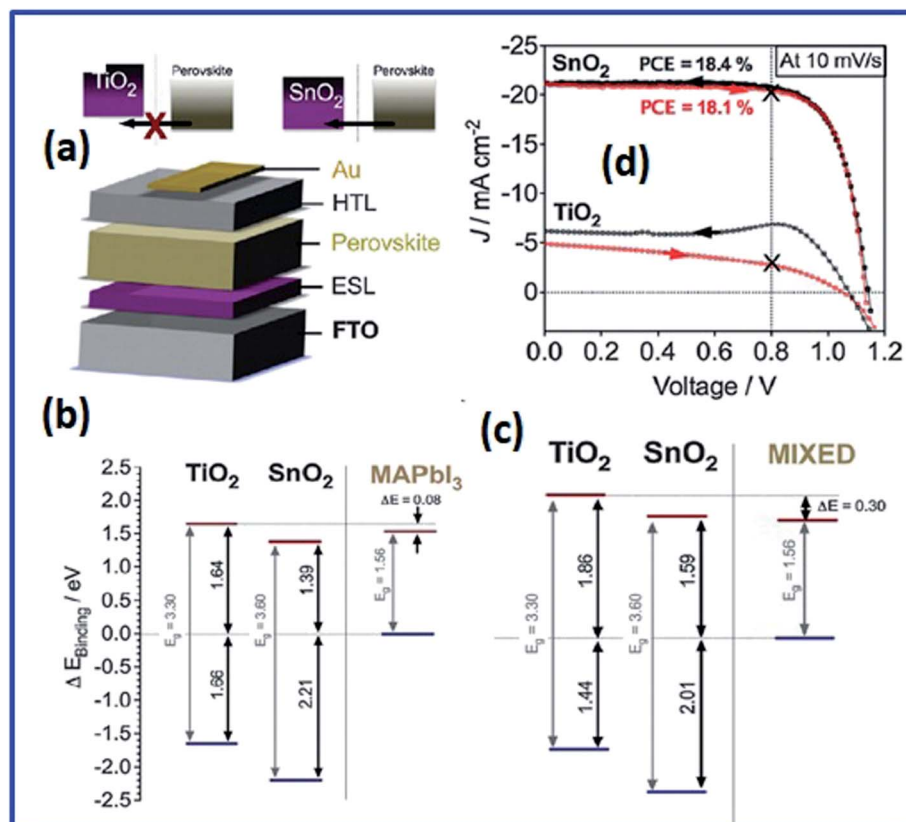 TiO2
Perovskite
SnO2
Perovskite
X
(a)
Au
HTL
Perovskite
ESL
FTO
(d)
-25
-20
-15
-10
-5
0
J / mA cm-2
SnO2
PCE = 18.4 %
At 10 mV/s
PCE = 18.1 %
TiO2
0.0
0.2
0.4
0.6
0.8
1.0
1.2
Voltage / V
(b)
TiO2
SnO2
MAPbI3
ΔE = 0.08
2.5
2.0
1.5
1.0
0.5
0.0
-0.5
-1.0
-1.5
-2.0
-2.5
Δ EBinding / eV
Eg = 3.30
1.64
1.66
Eg = 3.60
1.39
2.21
Eg = 1.56
(c)
TiO2
SnO2
MIXED
ΔE = 0.30
Eg = 3.30
1.86
1.44
Eg = 3.60
1.59
2.01
Eg = 1.56